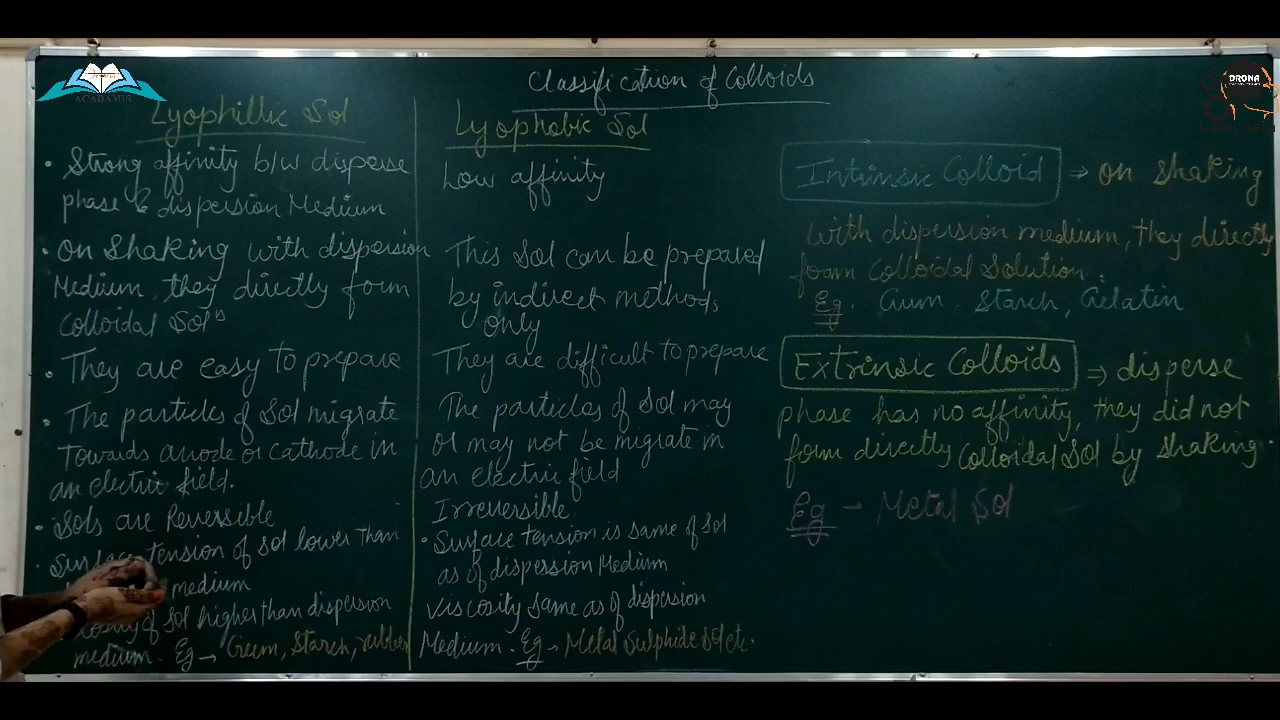 Classification of Colloids
ACADAMIS
DRONA
Lyophillic Sol
• Strong affinity b/w disperse
phase & dispersion Medium
• on shaking with dispersion
Medium, they directly form
Colloidal Solⁿ
• They are easy to prepare
• The particles of Sol migrate
Towards anode or cathode in
an electric field.
• Sols are Reversible
• Surface tension of sol lower than
medium
cosity of sol higher than dispersion
medium. Eg → Gum, Starch, rubber
Lyophobic Sol
Low affinity
This Sol can be prepared
by indirect methods
only
They are difficult to prepare
The particles of Sol may
or may not be migrate in
an electric field
Irreversible
• Surface tension is same of sol
as of dispession Medium
viscosity same as of dispersion
Medium. Eg → Metal Sulphide Sol etc.
Intrinsic Colloid ⇒ on shaking
with dispersion medium, they directly
foam Colloidal Solution.
Eg. Gum. Starch, Gelatin
Extrinsic Colloids ⇒ disperse
phase has no affinity, they did not
form directly Colloidal Sol by shaking.
Eg – Metal Sol